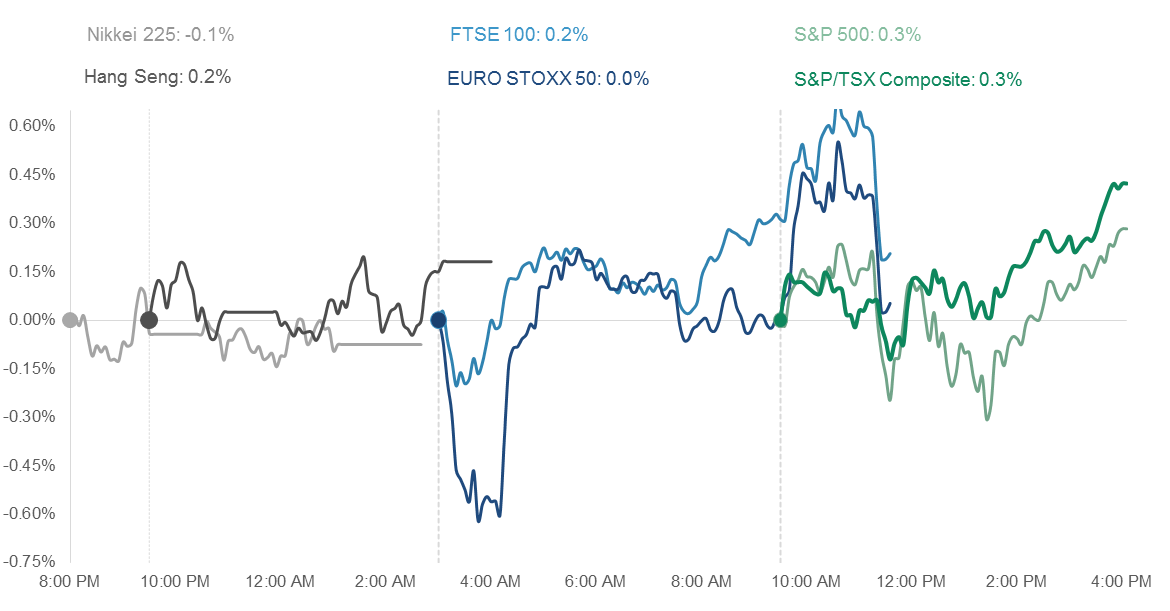 Nikkei 225: -0.1%
FTSE 100: 0.2%
S&P 500: 0.3%
Hang Seng: 0.2%
EURO STOXX 50: 0.0%
S&P/TSX Composite: 0.3%
0.60%
0.45%
0.30%
0.15%
0.00%
-0.15%
-0.30%
-0.45%
-0.60%
-0.75%
8:00 PM 10:00 PM 12:00 AM 2:00 AM 4:00 AM 6:00 AM 8:00 AM 10:00 AM 12:00 PM 2:00 PM 4:00 PM